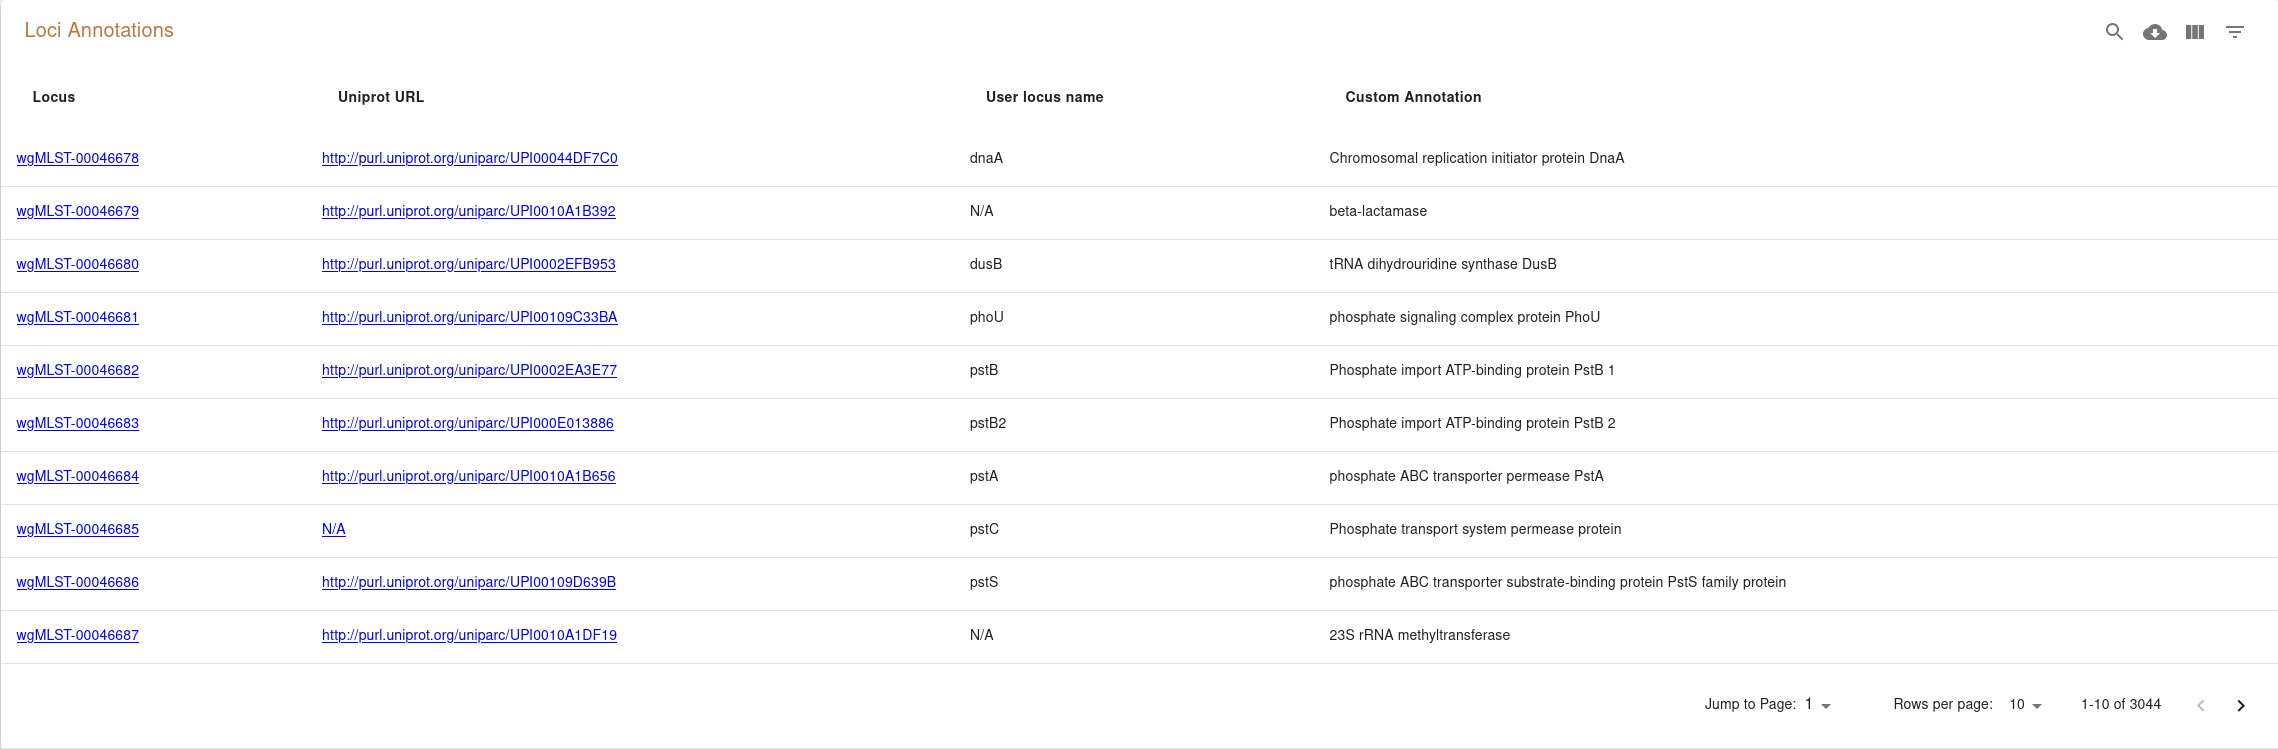 Loci Annotations
Locus Uniprot URL User locus name Custom Annotation
wgMLST-00046678 http://purl.uniprot.org/uniparc/UPI00044DF7C0 dnaA Chromosomal replication initiator protein DnaA
wgMLST-00046679 http://purl.uniprot.org/uniparc/UPI0010A1B392 N/A beta-lactamase
wgMLST-00046680 http://purl.uniprot.org/uniparc/UPI0002EFB953 dusB tRNA dihydrouridine synthase DusB
wgMLST-00046681 http://purl.uniprot.org/uniparc/UPI00109C33BA phoU phosphate signaling complex protein PhoU
wgMLST-00046682 http://purl.uniprot.org/uniparc/UPI0002EA3E77 pstB Phosphate import ATP-binding protein PstB 1
wgMLST-00046683 http://purl.uniprot.org/uniparc/UPI000E013886 pstB2 Phosphate import ATP-binding protein PstB 2
wgMLST-00046684 http://purl.uniprot.org/uniparc/UPI0010A1B656 pstA phosphate ABC transporter permease PstA
wgMLST-00046685 N/A pstC Phosphate transport system permease protein
wgMLST-00046686 http://purl.uniprot.org/uniparc/UPI00109D639B pstS phosphate ABC transporter substrate-binding protein PstS family protein
wgMLST-00046687 http://purl.uniprot.org/uniparc/UPI0010A1DF19 N/A 23S rRNA methyltransferase
Jump to Page: 1 Rows per page: 10 1-10 of 3044